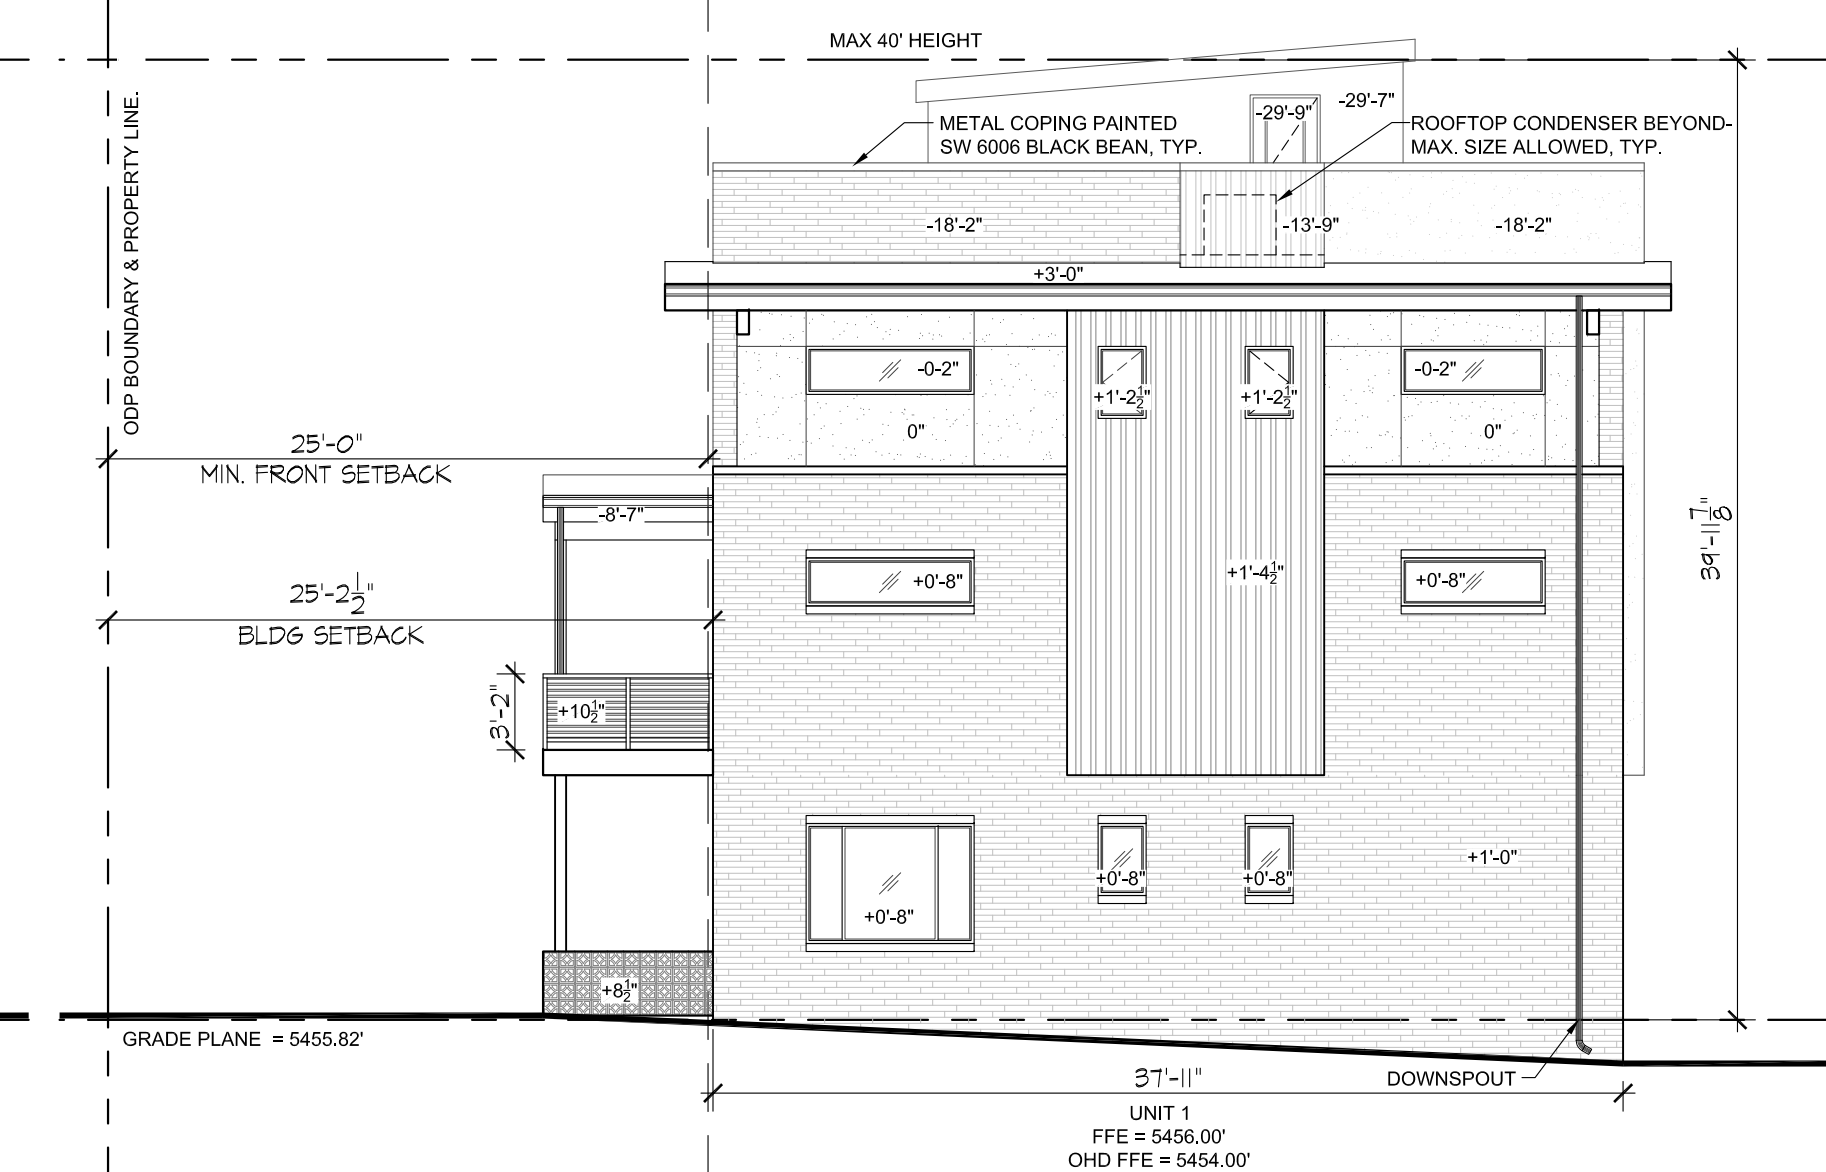 MAX 40' HEIGHT
ODP BOUNDARY & PROPERTY LINE.
METAL COPING PAINTED
SW 6006 BLACK BEAN, TYP.
-29'-9"
-29'-7"
ROOFTOP CONDENSER BEYOND-
MAX. SIZE ALLOWED, TYP.
-18'-2"
-13'-9"
-18'-2"
+3'-0"
-0-2"
+1'-2½"
+1'-2½"
-0-2"
0"
0"
25'-0"
MIN. FRONT SETBACK
-8'-7"
39'-11⅞"
+0'-8"
+1'-4½"
+0'-8"
25'-2½"
BLDG SETBACK
3'-2"
+10½"
+0'-8"
+0'-8"
+0'-8"
+1'-0"
+8½"
GRADE PLANE = 5455.82'
37'-11"
DOWNSPOUT
UNIT 1
FFE = 5456.00'
OHD FFE = 5454.00'